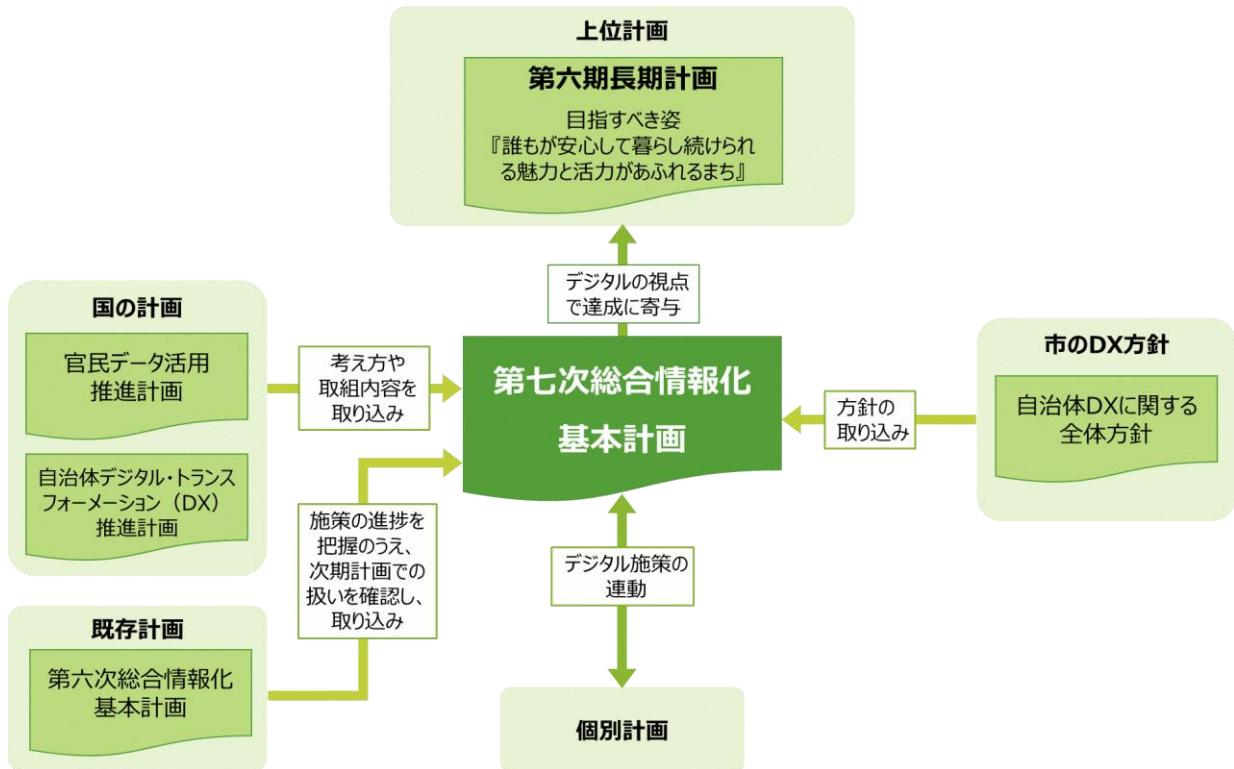 上位計画
第六期長期計画
目指すべき姿
『誰もが安心して暮らし続けられ
る魅力と活力があふれるまち』
デジタルの視点
で達成に寄与
国の計画
官民データ活用
推進計画
自治体デジタル・トランス
フォーメーション（DX）
推進計画
考え方や
取組内容を
取り込み
第七次総合情報化
基本計画
方針の
取り込み
市のDX方針
自治体DXに関する
全体方針
施策の進捗を
把握のうえ、
次期計画での
扱いを確認し、
取り込み
デジタル施策の
連動
既存計画
第六次総合情報化
基本計画
個別計画